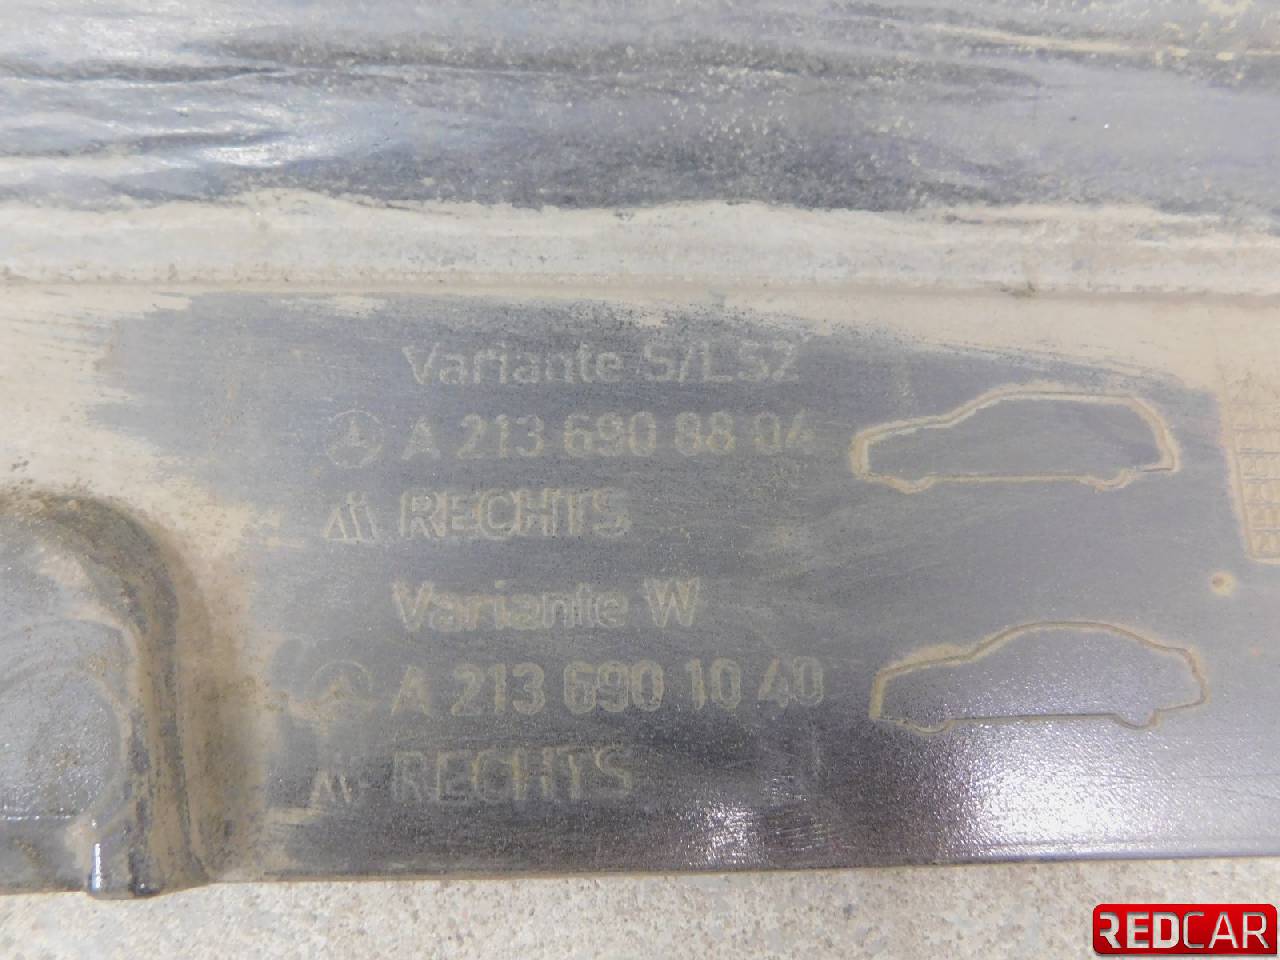 Variante S/LSZ
A 213 690 88 04
RECHTS
Variante W
A 213 690 10 40
RECHTS
REDCAR